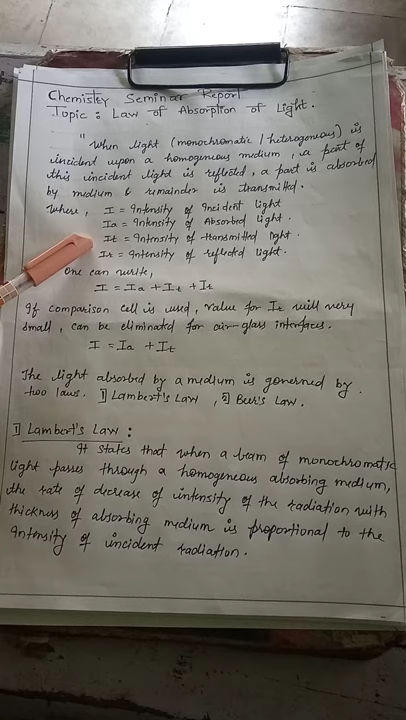 Chemistry Seminar Report
Topic : Law of Absorption of Light.
" When light (monochromatic / heterogeneous) is
incident upon a homogeneous medium, a part of
this incident light is reflected, a part is absorbed
by medium & remainder is transmitted.
Where, I = Intensity of Incident light
Ia = Intensity of Absorbed light.
It = Intensity of transmitted light.
Ir = Intensity of reflected light.
One can write,
I = Ia + It + Ir
If comparison cell is used, value for Ir will very
small, can be eliminated for air-glass interfaces.
I = Ia + It
The light absorbed by a medium is governed by
two laws. 1] Lambert's Law , 2] Beer's Law.
I] Lambert's Law :
It states that when a beam of monochromatic
light passes through a homogeneous absorbing medium,
the rate of decrease of intensity of the radiation with
thickness of absorbing medium is proportional to the
Intensity of incident radiation.